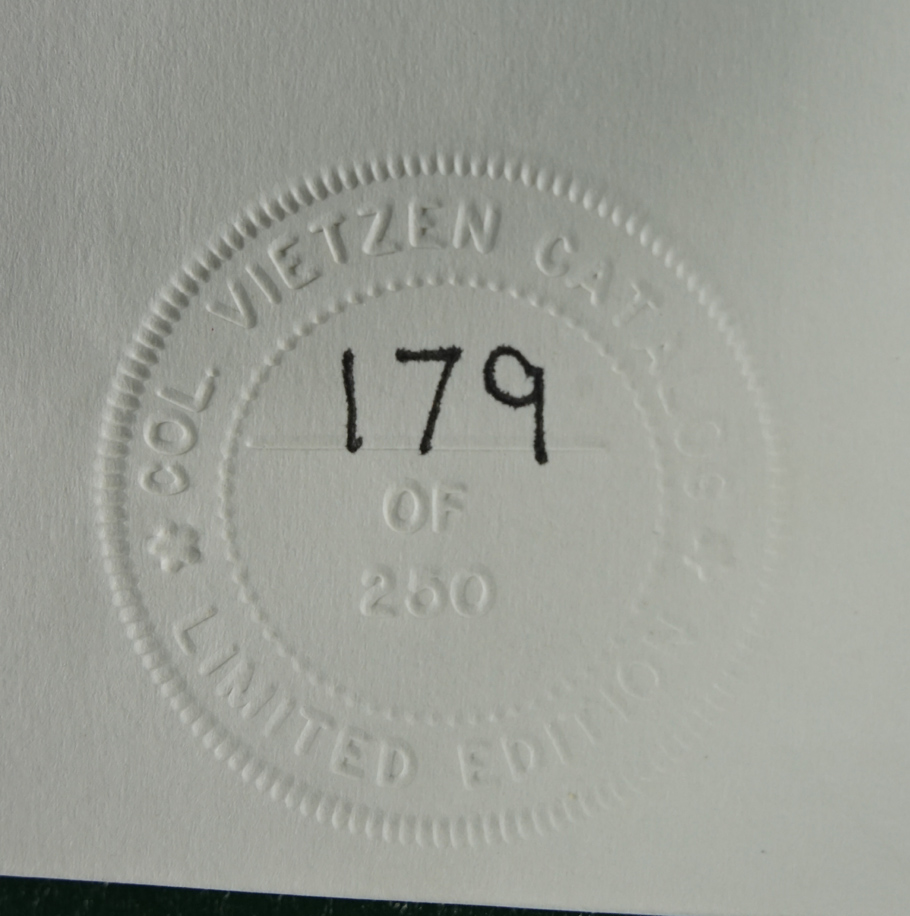 COL. VIETZEN CATALOG
179
OF
250
LIMITED EDITION